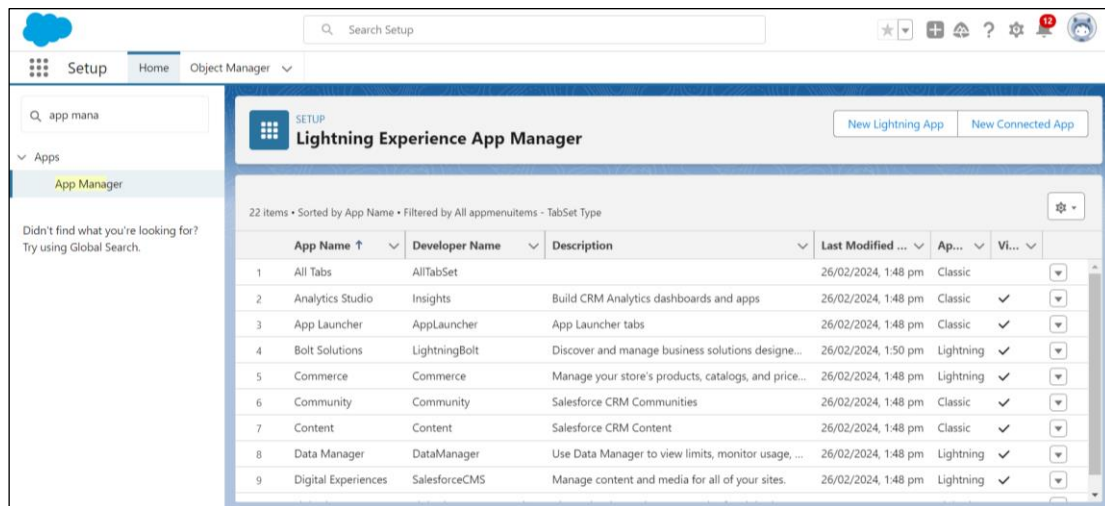 Search Setup
12
Setup Home Object Manager
app mana
Apps
App Manager
Didn't find what you're looking for?
Try using Global Search.
SETUP
Lightning Experience App Manager
New Lightning App New Connected App
22 items • Sorted by App Name • Filtered by All appmenuitems - TabSet Type
App Name ↑ Developer Name Description Last Modified ... Ap... Vi...
1 All Tabs AllTabSet 26/02/2024, 1:48 pm Classic
2 Analytics Studio Insights Build CRM Analytics dashboards and apps 26/02/2024, 1:48 pm Classic ✓
3 App Launcher AppLauncher App Launcher tabs 26/02/2024, 1:48 pm Classic ✓
4 Bolt Solutions LightningBolt Discover and manage business solutions designe... 26/02/2024, 1:50 pm Lightning ✓
5 Commerce Commerce Manage your store's products, catalogs, and price... 26/02/2024, 1:48 pm Lightning ✓
6 Community Community Salesforce CRM Communities 26/02/2024, 1:48 pm Classic ✓
7 Content Content Salesforce CRM Content 26/02/2024, 1:48 pm Classic ✓
8 Data Manager DataManager Use Data Manager to view limits, monitor usage, ... 26/02/2024, 1:48 pm Lightning ✓
9 Digital Experiences SalesforceCMS Manage content and media for all of your sites. 26/02/2024, 1:48 pm Lightning ✓